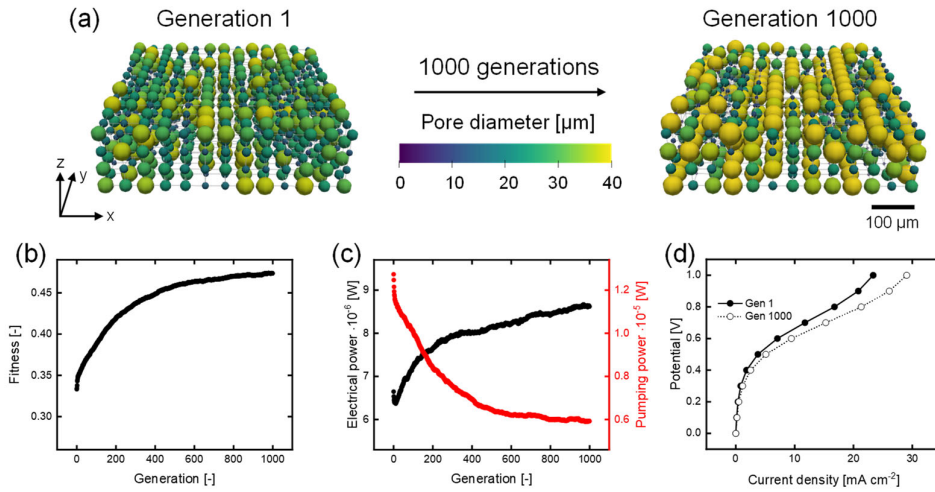 (a)
Generation 1
Generation 1000
1000 generations
Pore diameter [µm]
0 10 20 30 40
z
y
x
100 µm
(b)
Fitness [-]
0.45
0.40
0.35
0.30
0 200 400 600 800 1000
Generation [-]
(c)
Electrical power ·10⁻⁶ [W]
9
8
7
6
Pumping power ·10⁻⁵ [W]
1.2
1.0
0.8
0.6
0 200 400 600 800 1000
Generation [-]
(d)
Potential [V]
1.0
0.8
0.6
0.4
0.2
0.0
Gen 1
Gen 1000
0 10 20 30
Current density [mA cm⁻²]